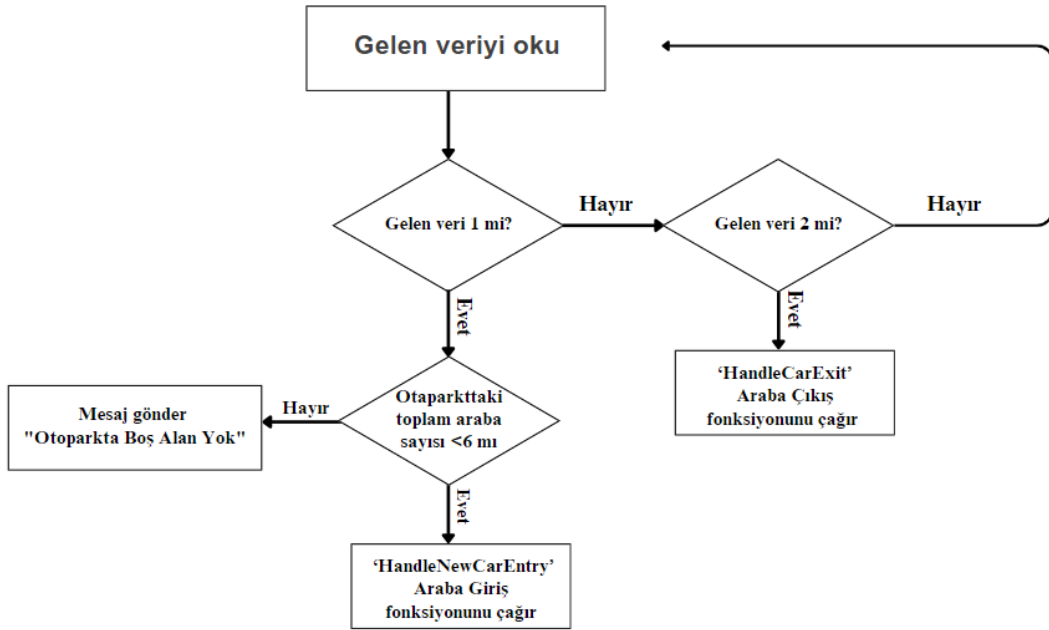 Gelen veriyi oku
Gelen veri 1 mi?
Hayır
Gelen veri 2 mi?
Hayır
Evet
Evet
‘HandleCarExit’
Araba Çıkış
fonksiyonunu çağır
Otaparkttaki
toplam araba
sayısı <6 mı
Hayır
Mesaj gönder
"Otoparkta Boş Alan Yok"
Evet
‘HandleNewCarEntry’
Araba Giriş
fonksiyonunu çağır